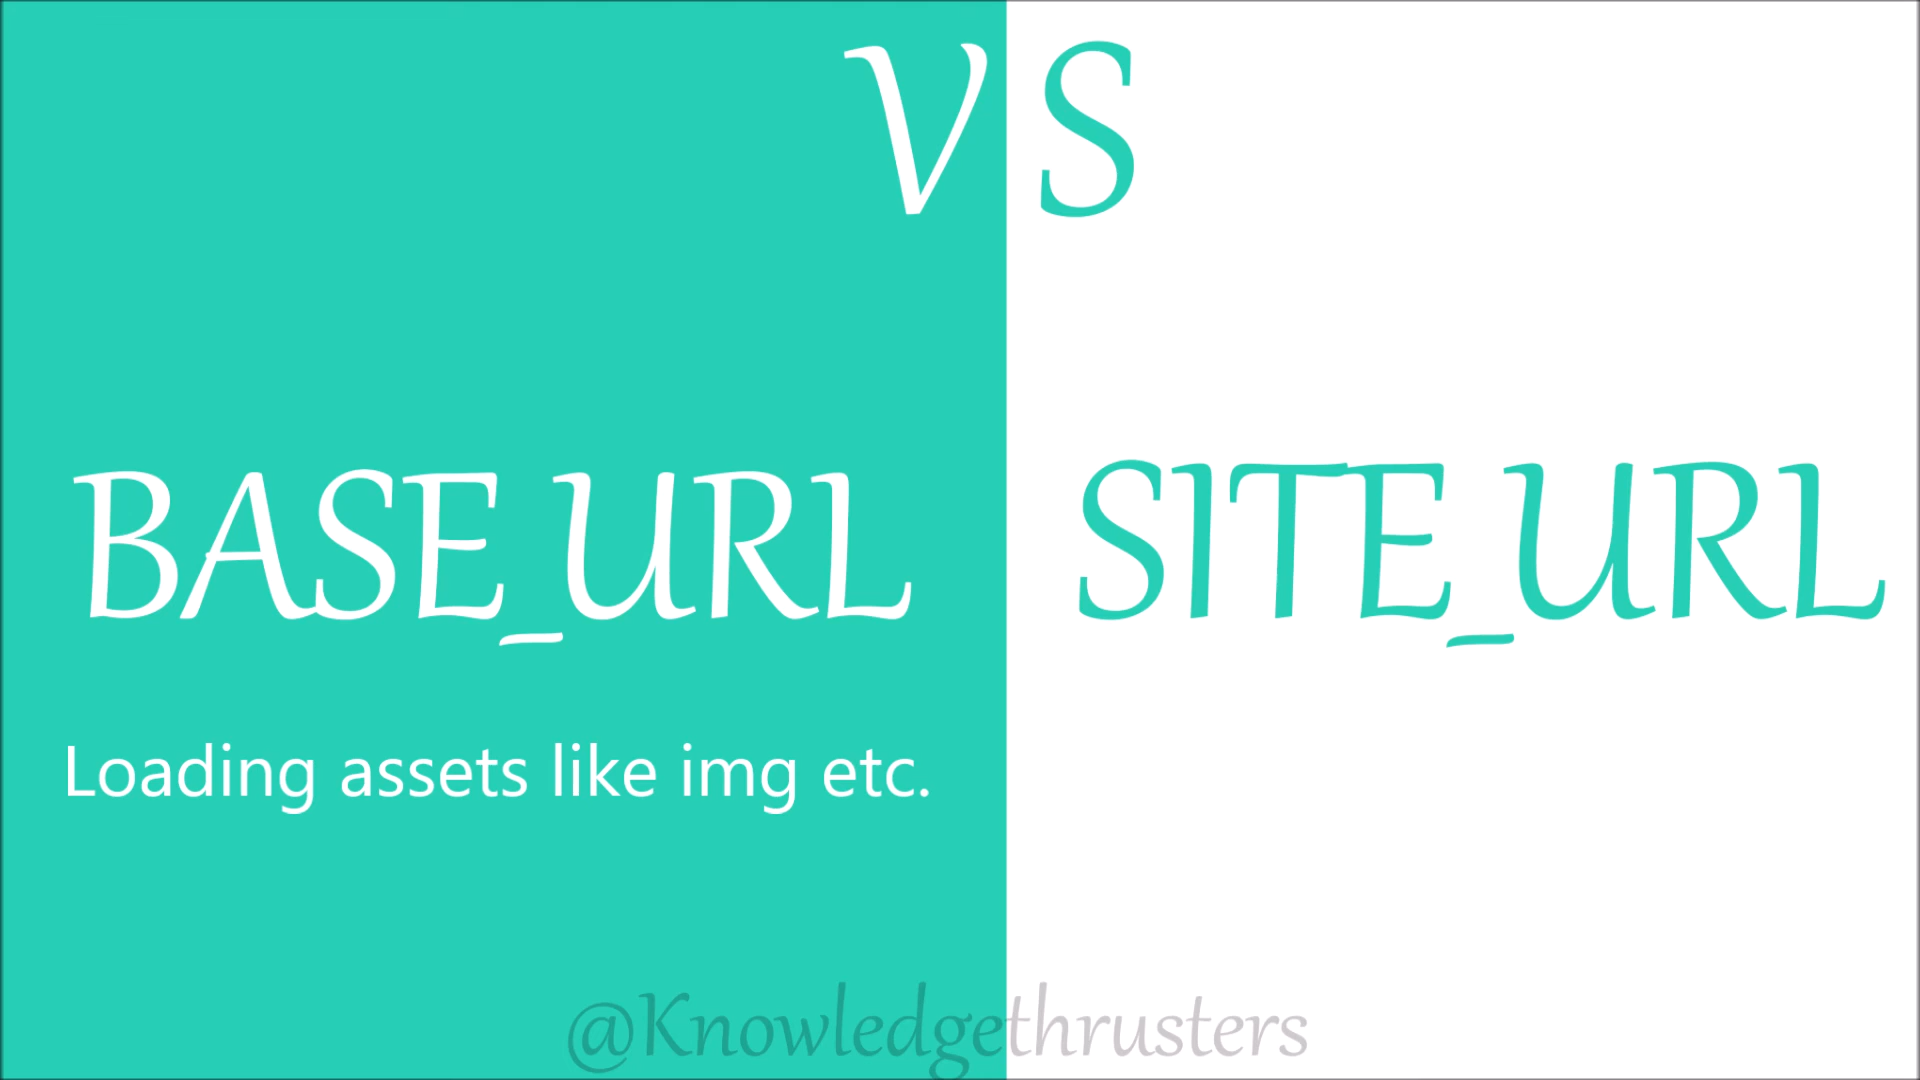 VS
BASE_URL
SITE_URL
Loading assets like img etc.
@Knowledgethrusters